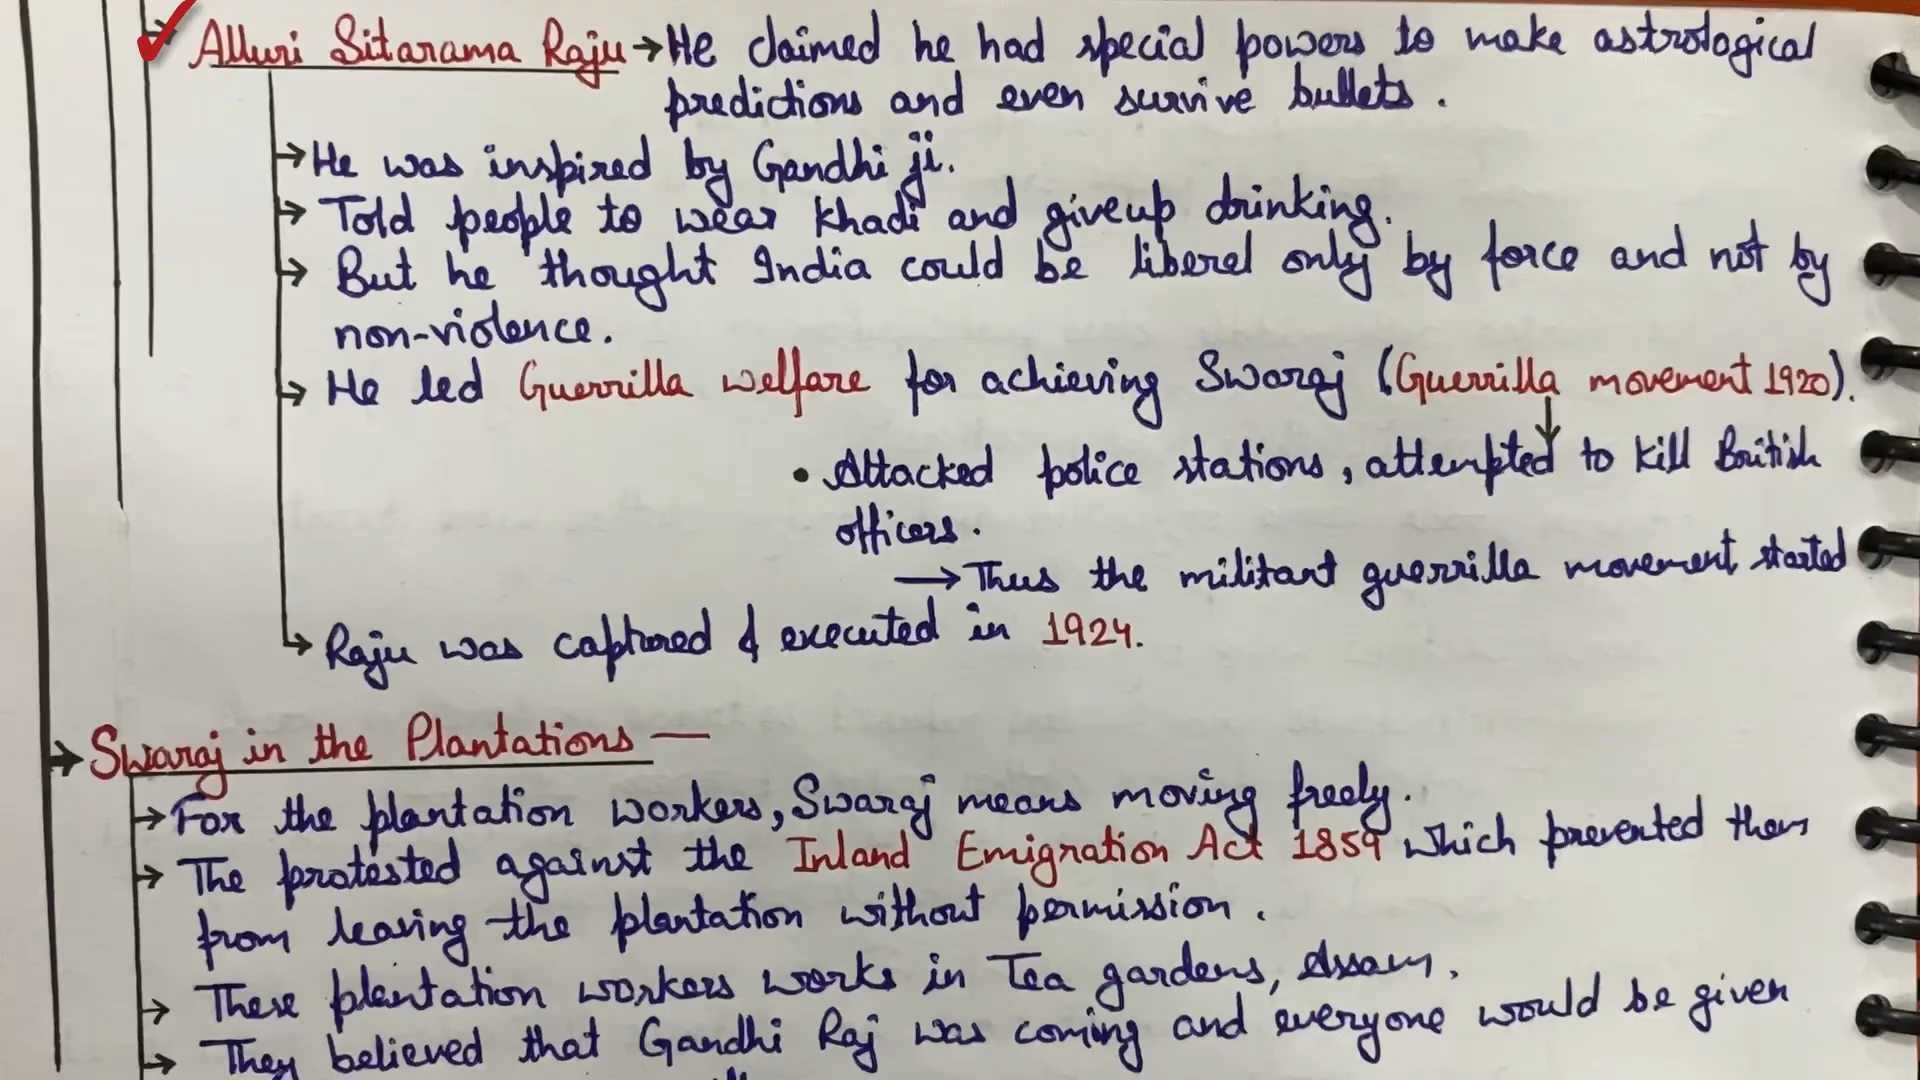 Alluri Sitarama Raju → He claimed he had special powers to make astrological
predictions and even survive bullets.
→ He was inspired by Gandhi ji.
→ Told people to wear khadi and giveup drinking.
→ But he thought India could be liberel only by force and not by
non-violence.
→ He led Guerrilla welfare for achieving Swaraj (Guerrilla movement 1920).
• Attacked police stations, attempted to kill British
officers.
→ Thus the militant guerrilla movement started
→ Raju was captured & executed in 1924.
→ Swaraj in the Plantations —
→ For the plantation workers, Swaraj means moving freely.
→ The protested against the Inland Emigration Act 1859 which prevented them
from leaving the plantation without permission.
→ These plantation workers works in Tea gardens, Assam.
→ They believed that Gandhi Raj was coming and everyone would be given